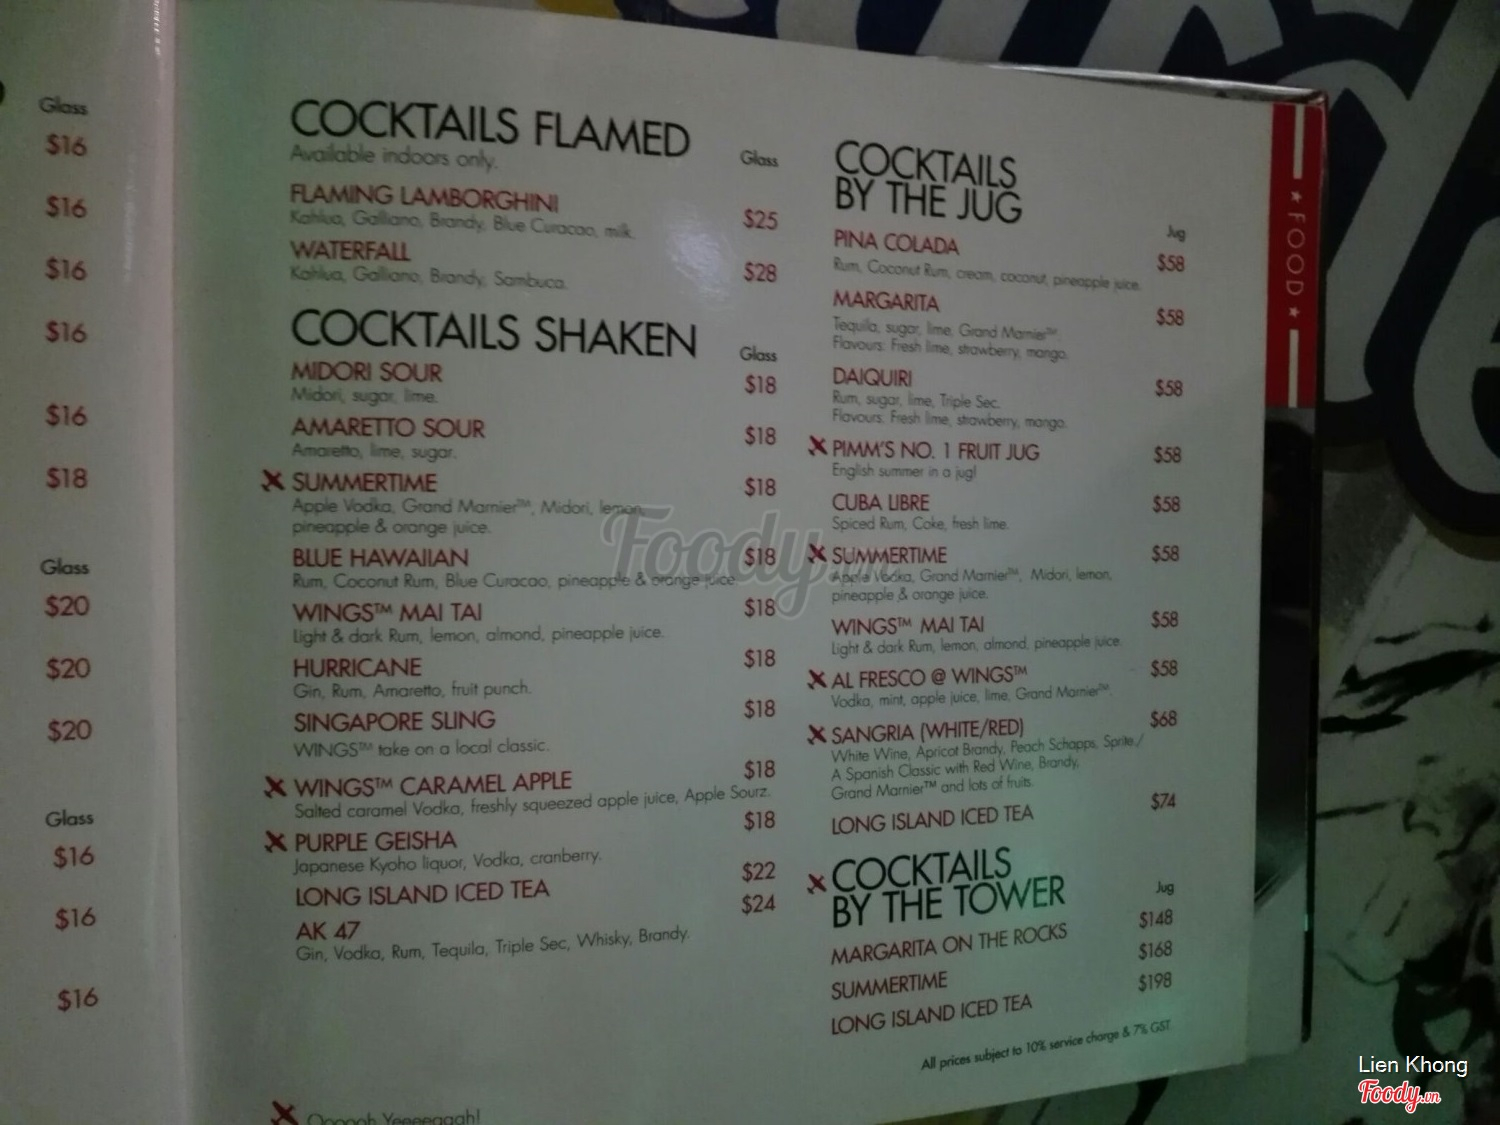 Glass
$16
$16
$16
$16
$16
$18
Glass
$20
$20
$20
Glass
$16
$16
$16
COCKTAILS FLAMED
Available indoors only.
Glass
FLAMING LAMBORGHINI
$25
Kahlua, Galliano, Brandy, Blue Curacao, milk.
WATERFALL
$28
Kahlua, Galliano, Brandy, Sambuca.
COCKTAILS SHAKEN
Glass
MIDORI SOUR
$18
Midori, sugar, lime.
AMARETTO SOUR
$18
Amaretto, lime, sugar.
SUMMERTIME
$18
Apple Vodka, Grand Marnier™, Midori, lemon,
pineapple & orange juice.
BLUE HAWAIIAN
$18
Rum, Coconut Rum, Blue Curacao, pineapple & orange juice.
WINGS™ MAI TAI
$18
Light & dark Rum, lemon, almond, pineapple juice.
HURRICANE
$18
Gin, Rum, Amaretto, fruit punch.
SINGAPORE SLING
$18
WINGS™ take on a local classic.
WINGS™ CARAMEL APPLE
$18
Salted caramel Vodka, freshly squeezed apple juice, Apple Sourz.
PURPLE GEISHA
$18
Japanese Kyoho liquor, Vodka, cranberry.
LONG ISLAND ICED TEA
$22
AK 47
$24
Gin, Vodka, Rum, Tequila, Triple Sec, Whisky, Brandy.
Oooooh Yeeeeaaah!
COCKTAILS
BY THE JUG
Jug
PINA COLADA
$58
Rum, Coconut Rum, cream, coconut, pineapple juice.
MARGARITA
$58
Tequila, sugar, lime, Grand Marnier™.
Flavours: Fresh lime, strawberry, mango.
DAIQUIRI
$58
Rum, sugar, lime, Triple Sec.
Flavours: Fresh lime, strawberry, mango.
PIMM'S NO. 1 FRUIT JUG
$58
English summer in a jug!
CUBA LIBRE
$58
Spiced Rum, Coke, fresh lime.
SUMMERTIME
$58
Apple Vodka, Grand Marnier™, Midori, lemon,
pineapple & orange juice.
WINGS™ MAI TAI
$58
Light & dark Rum, lemon, almond, pineapple juice.
AL FRESCO @ WINGS™
$58
Vodka, mint, apple juice, lime, Grand Marnier™.
SANGRIA (WHITE/RED)
$68
White Wine, Apricot Brandy, Peach Schapps, Sprite./
A Spanish Classic with Red Wine, Brandy,
Grand Marnier™ and lots of fruits.
LONG ISLAND ICED TEA
$74
COCKTAILS
BY THE TOWER
Jug
MARGARITA ON THE ROCKS
$148
SUMMERTIME
$168
LONG ISLAND ICED TEA
$198
All prices subject to 10% service charge & 7% GST
★ FOOD ★
Foody.vn
Lien Khong
Foody.vn